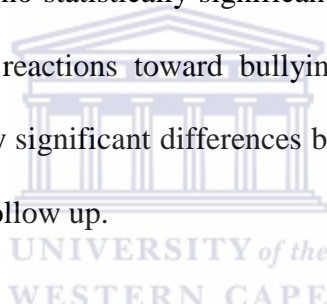 no statistically significan
reactions toward bullyin
significant differences b
ollow up.
UNIVERSITY of the
WESTERN CAPE